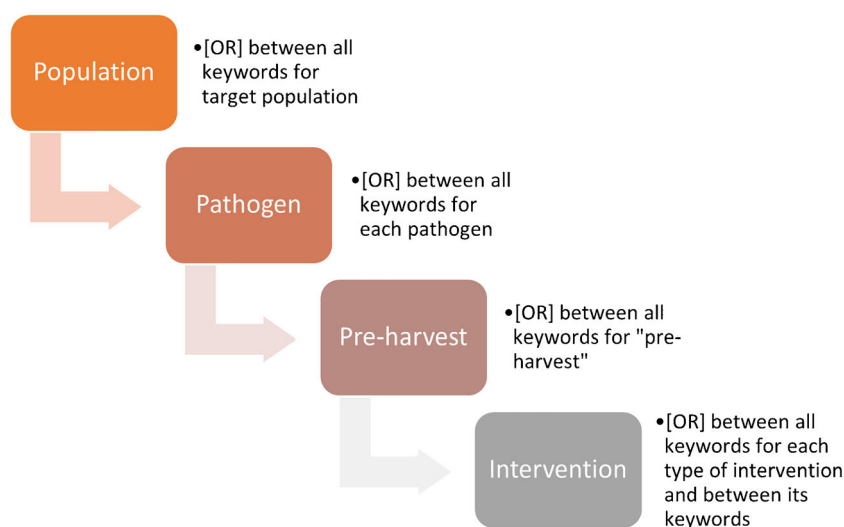 Population
•[OR] between all
keywords for
target population
Pathogen
•[OR] between all
keywords for
each pathogen
Pre-harvest
•[OR] between all
keywords for "pre-
harvest"
Intervention
•[OR] between all
keywords for each
type of intervention
and between its
keywords